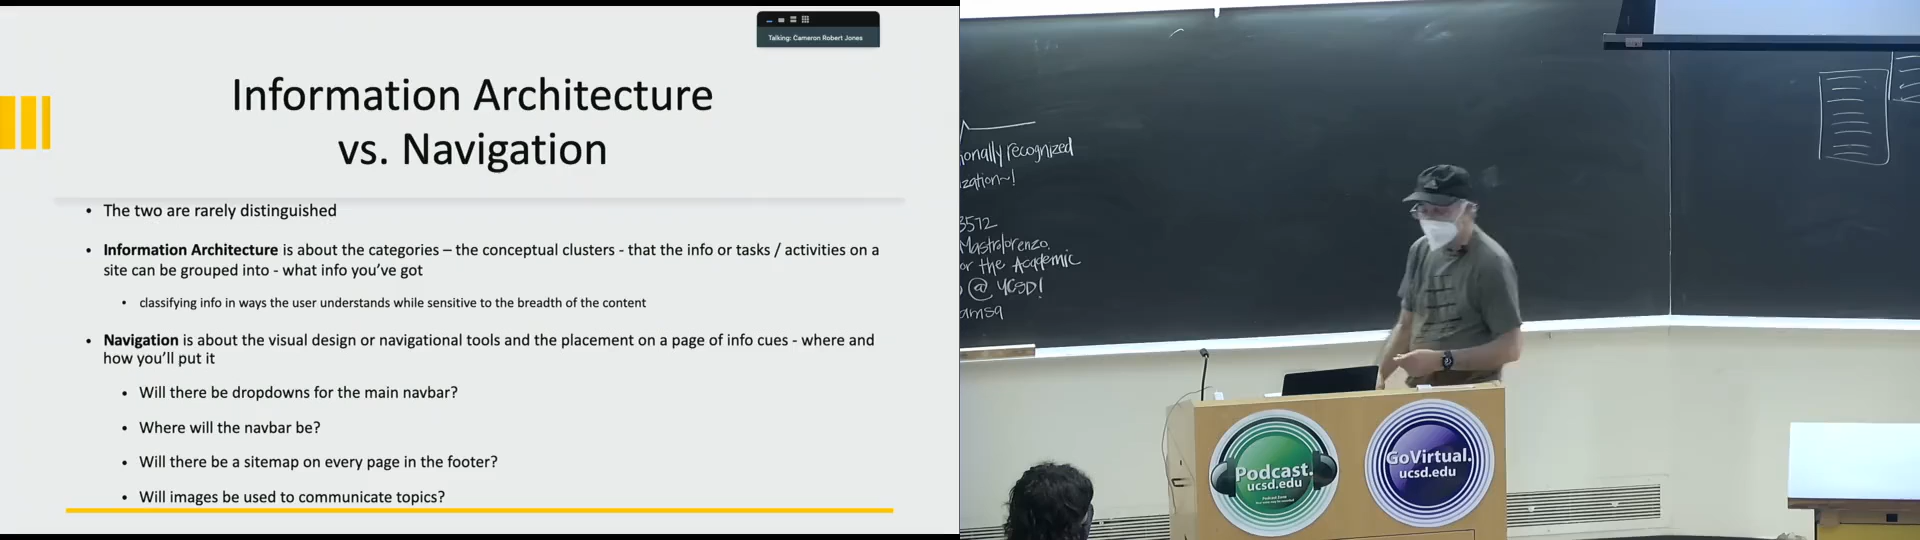 Talking: Cameron Robert Jones
Information Architecture
vs. Navigation
• The two are rarely distinguished
• Information Architecture is about the categories – the conceptual clusters - that the info or tasks / activities on a
site can be grouped into - what info you've got
• classifying info in ways the user understands while sensitive to the breadth of the content
• Navigation is about the visual design or navigational tools and the placement on a page of info cues - where and
how you'll put it
• Will there be dropdowns for the main navbar?
• Where will the navbar be?
• Will there be a sitemap on every page in the footer?
• Will images be used to communicate topics?
onally recognized
ization~!
3572
Mastrolorenzo.
or the Academic
@ UCSD!
amsa
Podcast.
ucsd.edu
GoVirtual.
ucsd.edu